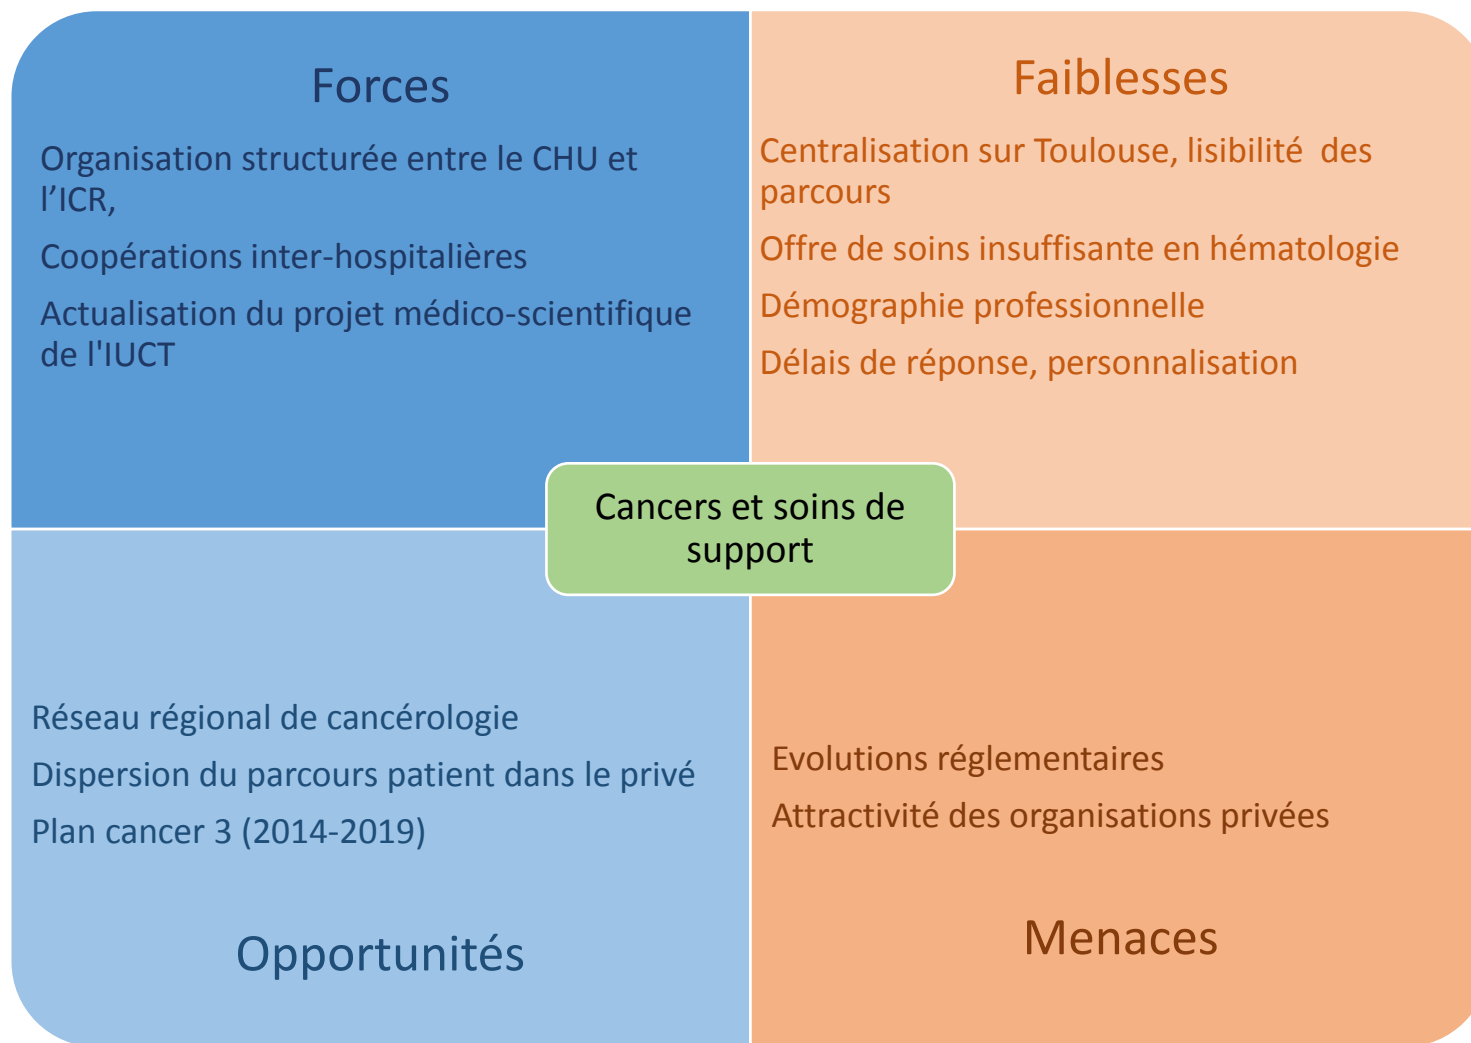 Forces
Organisation structurée entre le CHU et
l’ICR,
Coopérations inter-hospitalières
Actualisation du projet médico-scientifique
de l'IUCT
Faiblesses
Centralisation sur Toulouse, lisibilité des
parcours
Offre de soins insuffisante en hématologie
Démographie professionnelle
Délais de réponse, personnalisation
Cancers et soins de
support
Réseau régional de cancérologie
Dispersion du parcours patient dans le privé
Plan cancer 3 (2014-2019)
Opportunités
Evolutions réglementaires
Attractivité des organisations privées
Menaces